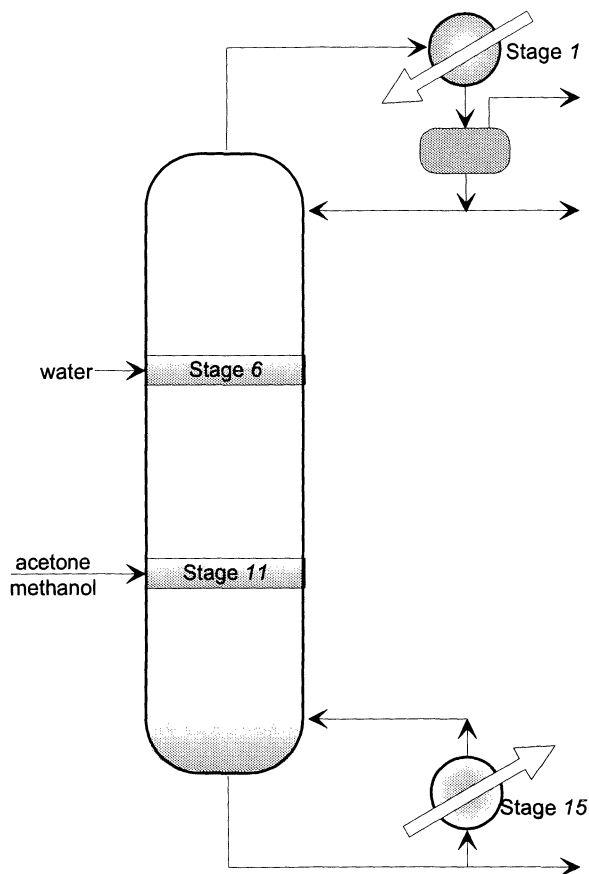 Stage 1
water
Stage 6
acetone
methanol
Stage 11
Stage 15